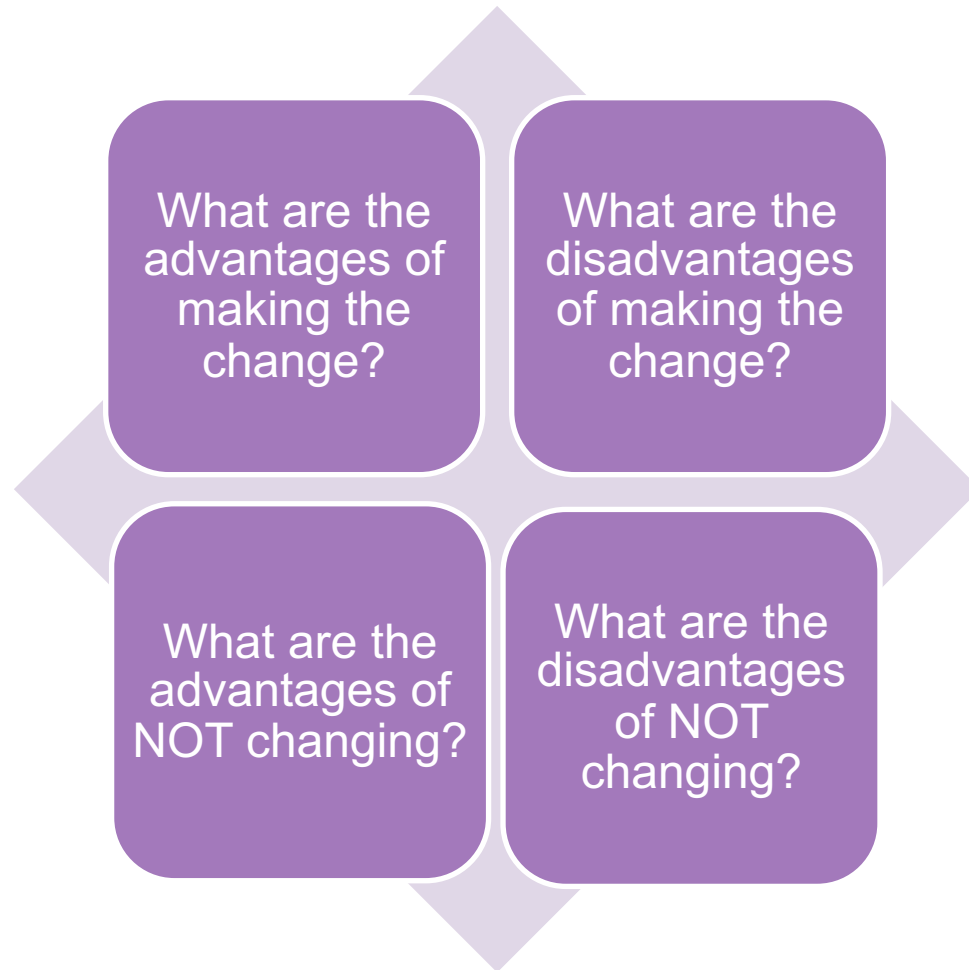 What are the
advantages of
making the
change?
What are the
disadvantages
of making the
change?
What are the
advantages of
NOT changing?
What are the
disadvantages
of NOT
changing?